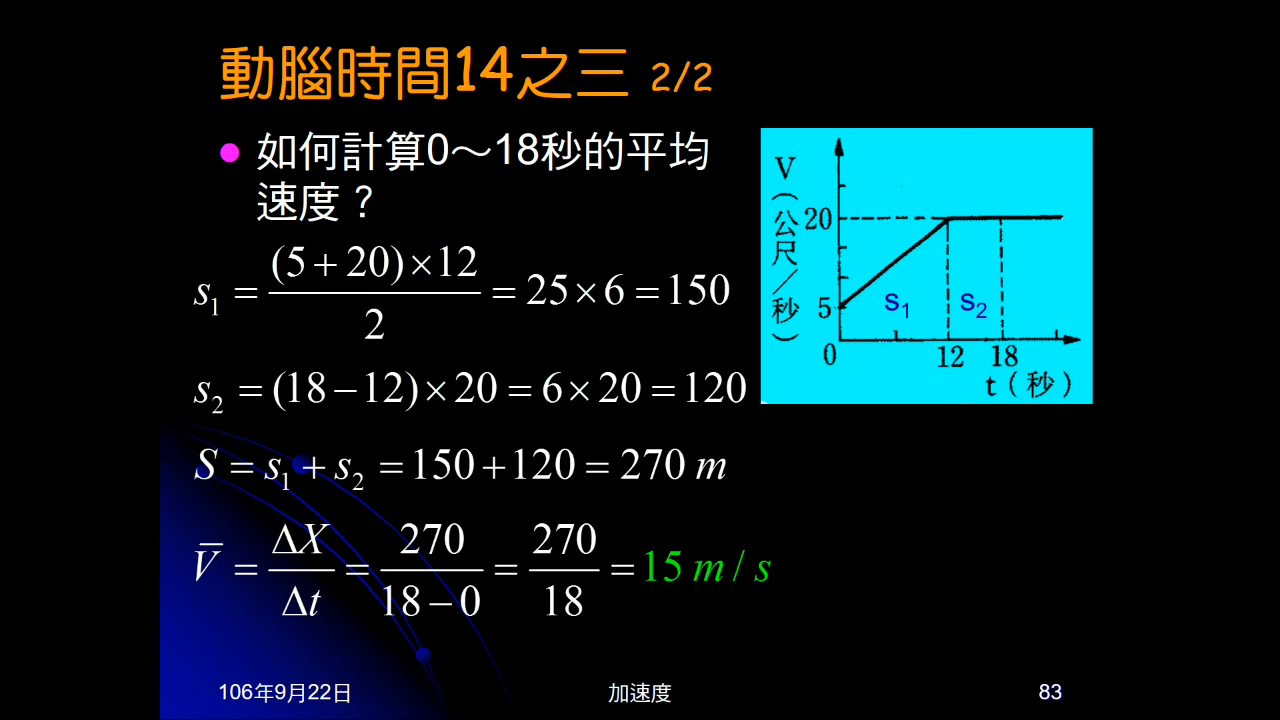 動腦時間14之三 2/2
如何計算0～18秒的平均
速度？
s₁ = (5+20)×12 / 2 = 25×6 = 150
s₂ = (18−12)×20 = 6×20 = 120
S = s₁ + s₂ = 150+120 = 270 m
V̅ = ΔX / Δt = 270 / 18−0 = 270 / 18 = 15 m / s
V（公尺／秒）
20
5
s₁ s₂
0 12 18
t（秒）
106年9月22日 加速度 83